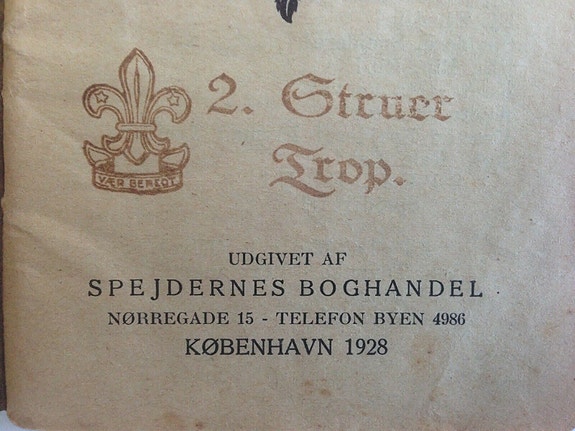 2. Struer
Trop.
VÆR BEREDT
UDGIVET AF
SPEJDERNES BOGHANDEL
NØRREGADE 15 - TELEFON BYEN 4986
KØBENHAVN 1928